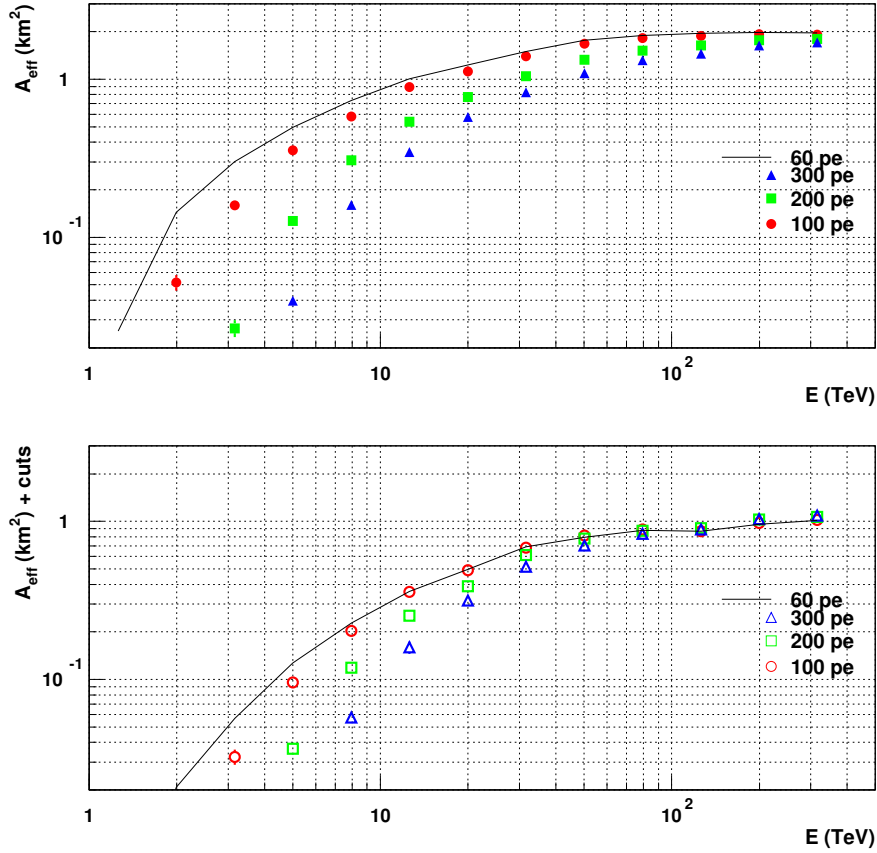 A_eff (km²)
1
10⁻¹
60 pe
300 pe
200 pe
100 pe
1 10 10²
E (TeV)
A_eff (km²) + cuts
1
10⁻¹
60 pe
300 pe
200 pe
100 pe
1 10 10²
E (TeV)